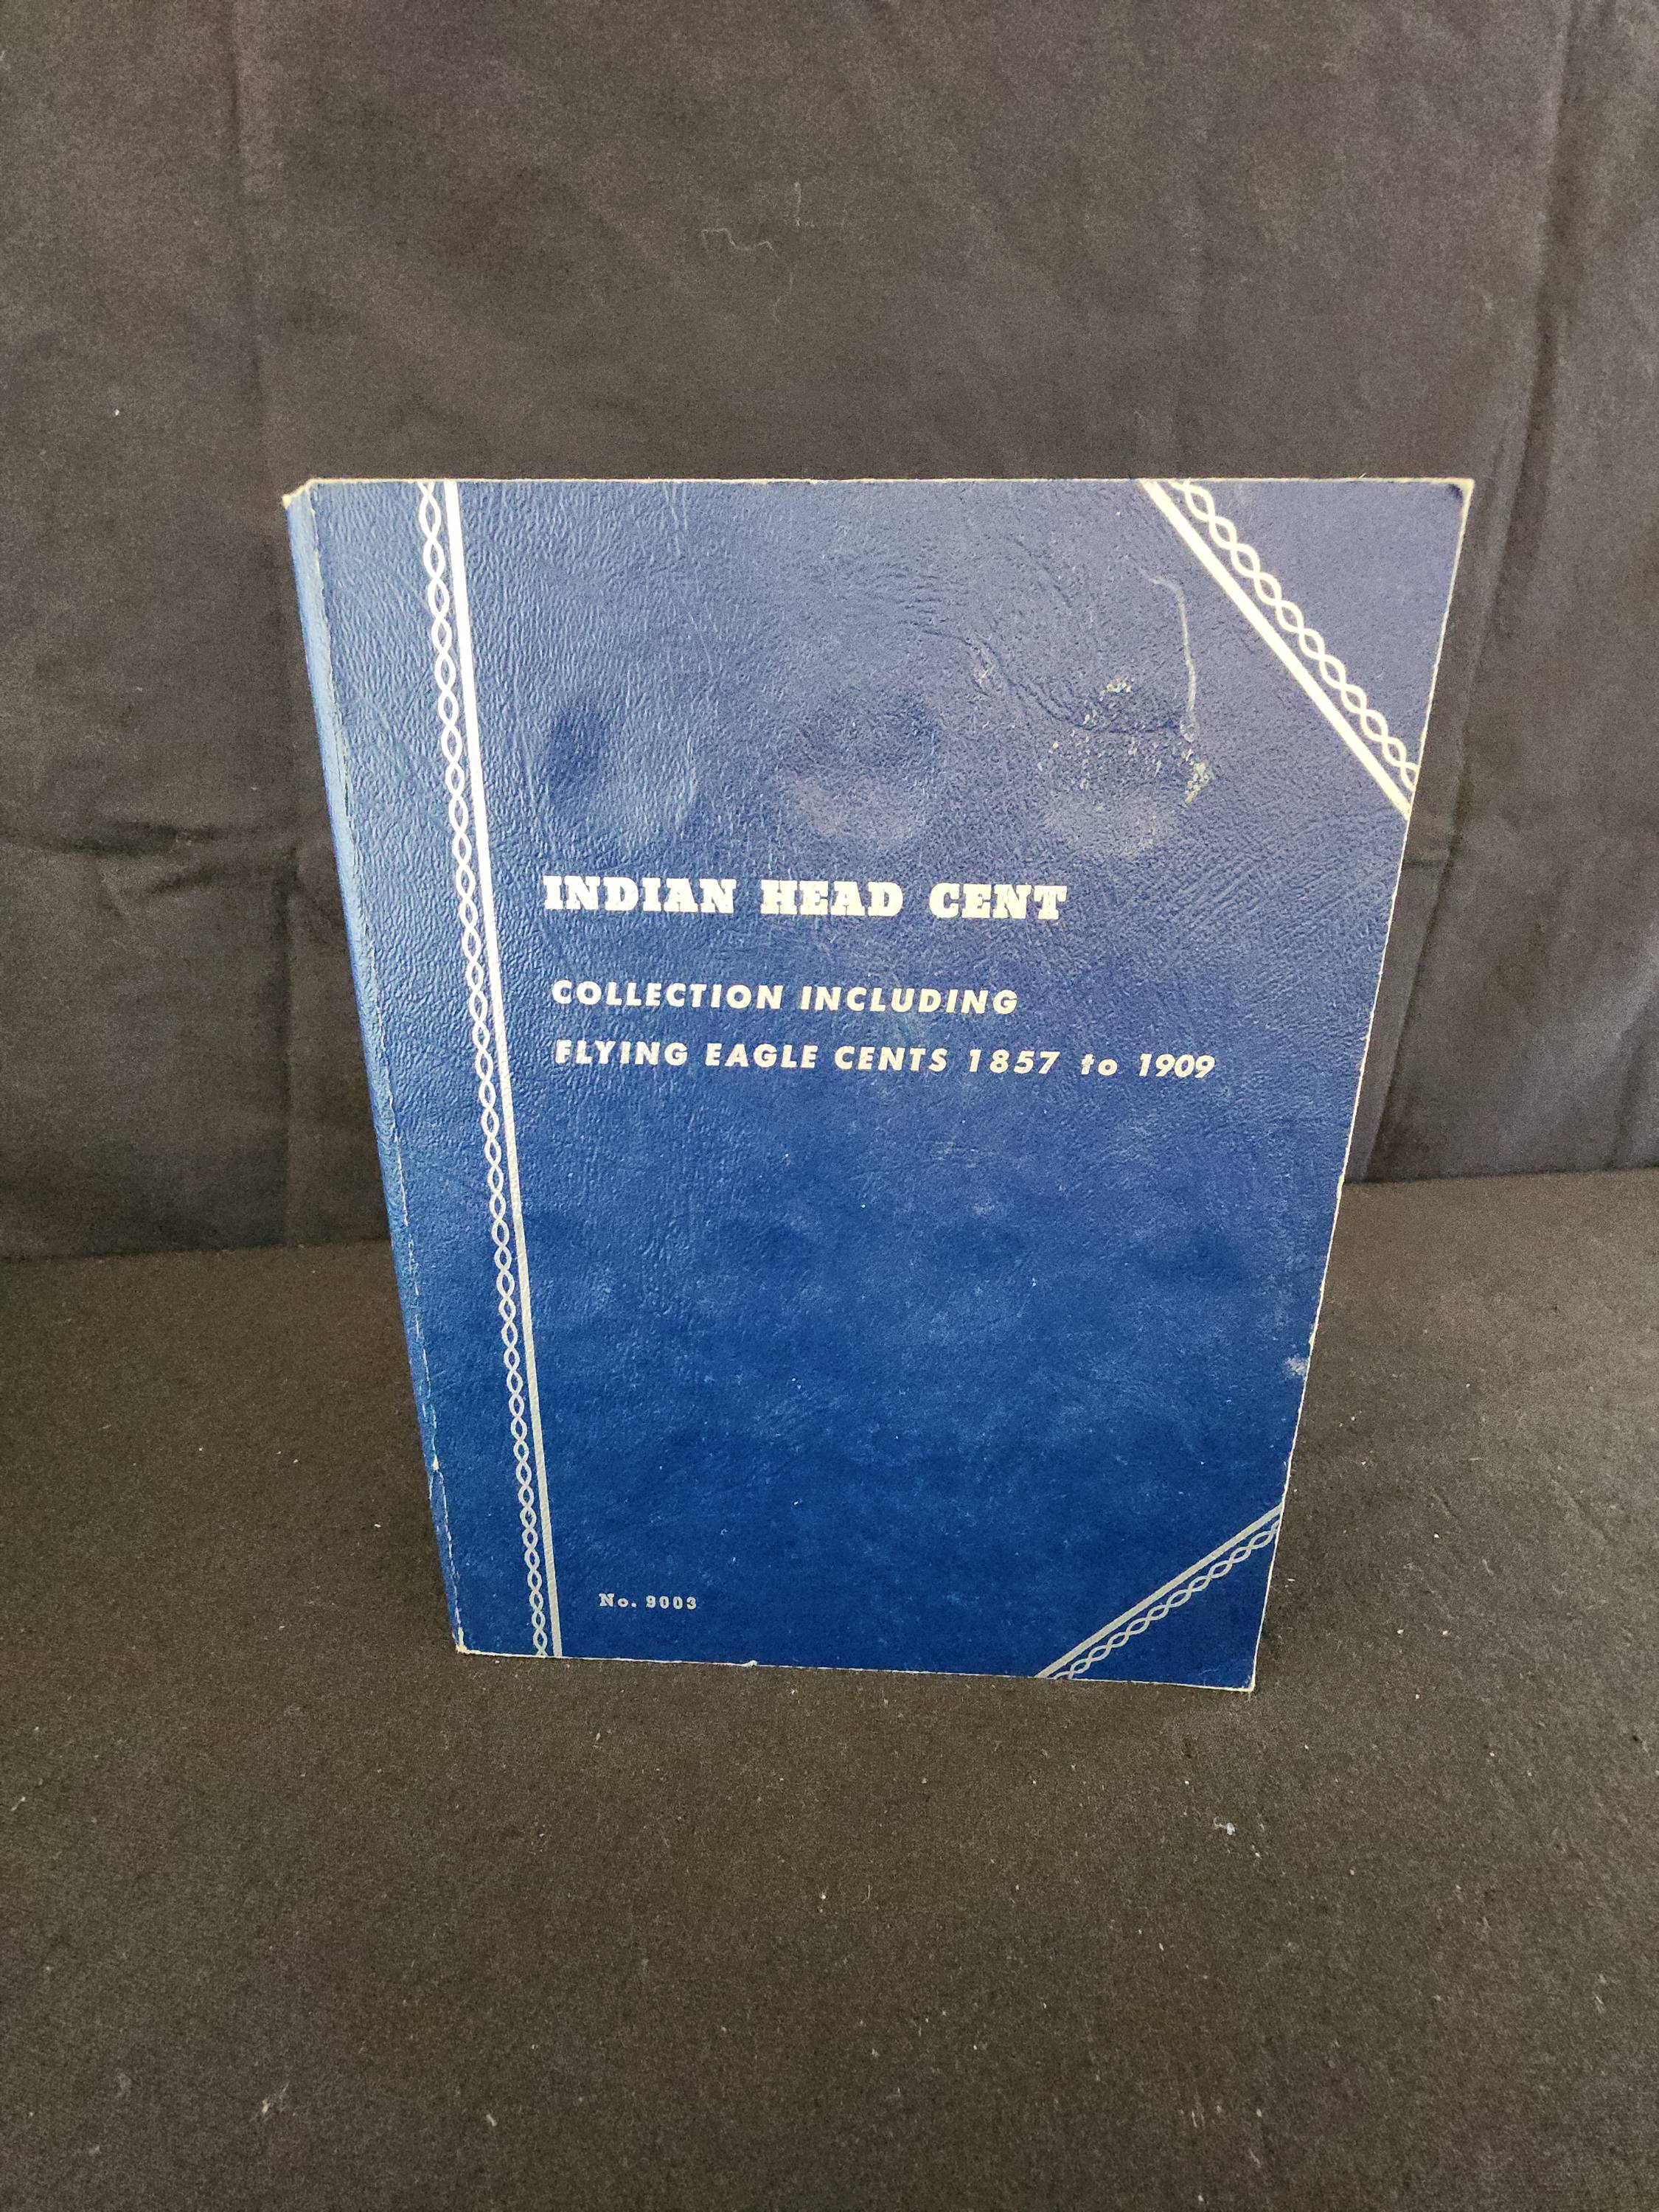 INDIAN HEAD CENT
COLLECTION INCLUDING
FLYING EAGLE CENTS 1857 to 1909
No. 9003